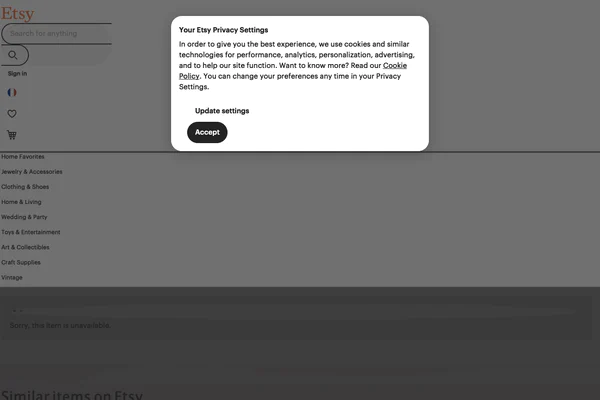 Etsy
Search for anything
Sign in
Your Etsy Privacy Settings
In order to give you the best experience, we use cookies and similar
technologies for performance, analytics, personalization, advertising,
and to help our site function. Want to know more? Read our Cookie
Policy. You can change your preferences any time in your Privacy
Settings.
Update settings
Accept
Home Favorites
Jewelry & Accessories
Clothing & Shoes
Home & Living
Wedding & Party
Toys & Entertainment
Art & Collectibles
Craft Supplies
Vintage
Sorry, this item is unavailable.
Similar items on Etsy